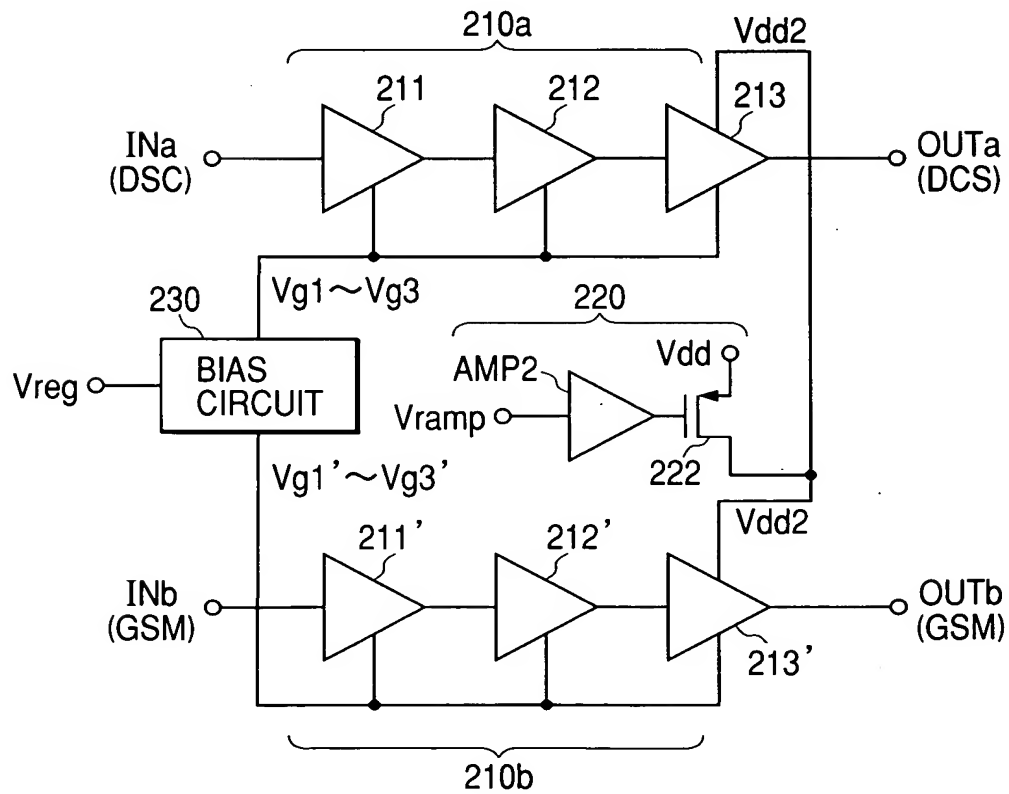 210a
Vdd2
211
212
213
INa
(DSC)
OUTa
(DCS)
Vg1～Vg3
230
220
BIAS
CIRCUIT
Vreg
AMP2
Vdd
Vramp
222
Vg1'～Vg3'
Vdd2
211'
212'
INb
(GSM)
OUTb
(GSM)
213'
210b